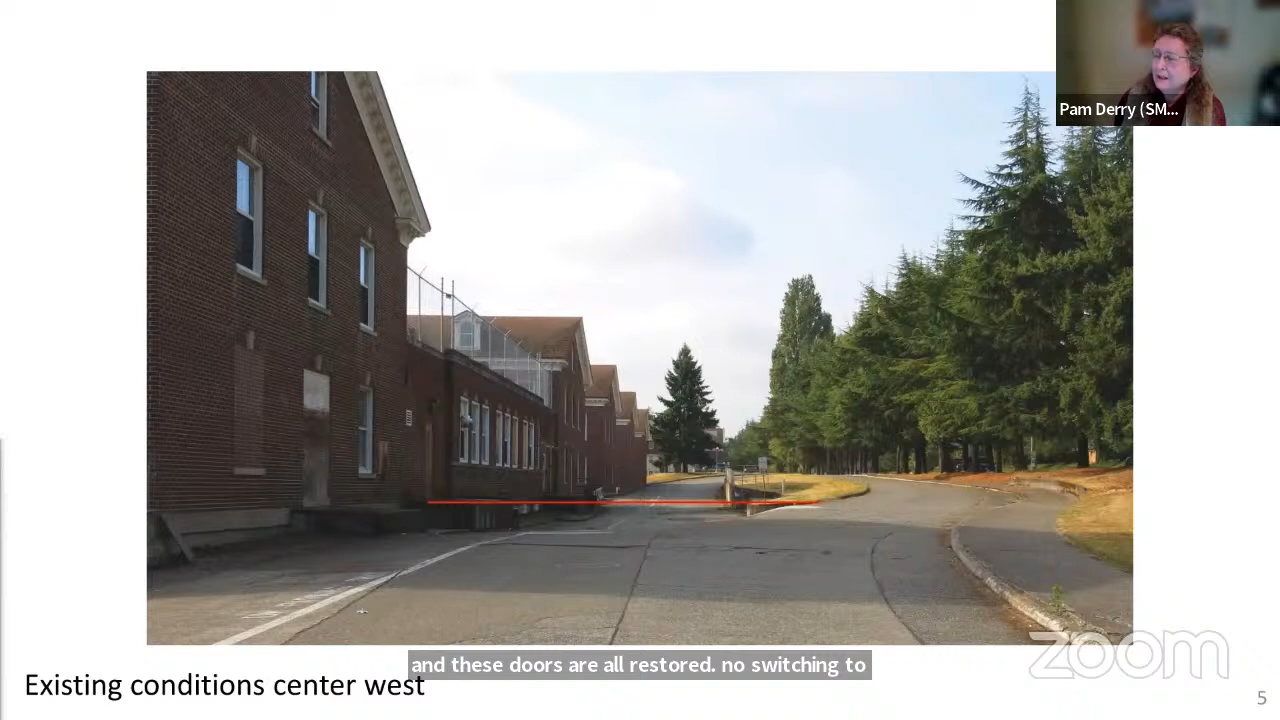 Pam Derry (SM...
and these doors are all restored. no switching to
zoom
Existing conditions center west
5